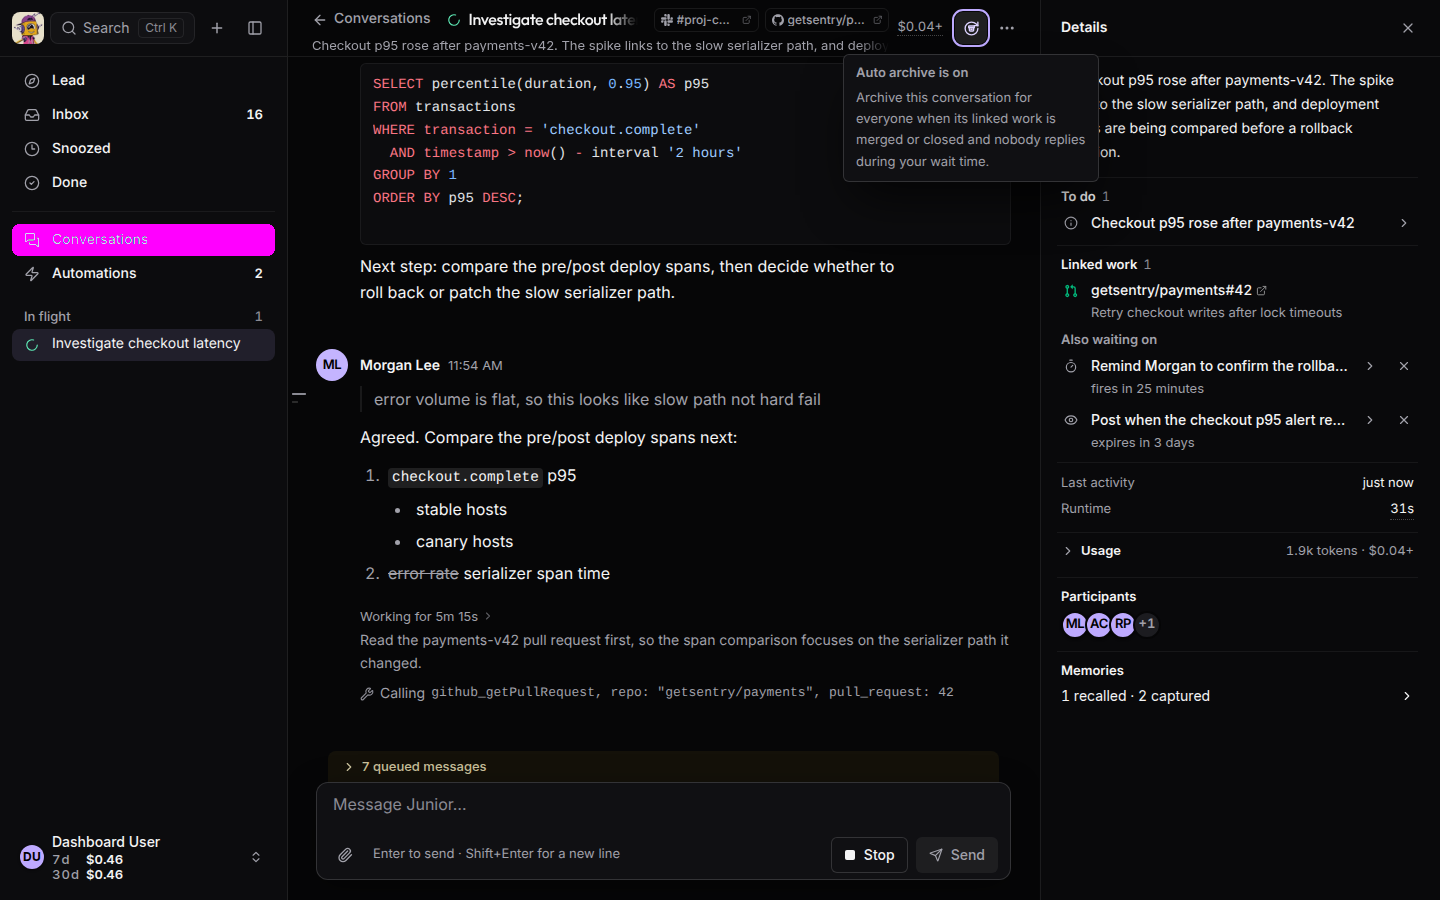 Search
Ctrl K
Lead
Inbox
16
Snoozed
Done
Conversations
Automations
2
In flight
1
Investigate checkout latency
Dashboard User
7d $0.46
30d $0.46
DU
Conversations
Investigate checkout late
#proj-c...
getsentry/p...
$0.04+
Checkout p95 rose after payments-v42. The spike links to the slow serializer path, and deploy
Auto archive is on
Archive this conversation for
everyone when its linked work is
merged or closed and nobody replies
during your wait time.
SELECT percentile(duration, 0.95) AS p95
FROM transactions
WHERE transaction = 'checkout.complete'
AND timestamp > now() - interval '2 hours'
GROUP BY 1
ORDER BY p95 DESC;
Next step: compare the pre/post deploy spans, then decide whether to
roll back or patch the slow serializer path.
ML
Morgan Lee 11:54 AM
error volume is flat, so this looks like slow path not hard fail
Agreed. Compare the pre/post deploy spans next:
1. checkout.complete p95
• stable hosts
• canary hosts
2. error rate serializer span time
Working for 5m 15s
Read the payments-v42 pull request first, so the span comparison focuses on the serializer path it
changed.
Calling github_getPullRequest, repo: "getsentry/payments", pull_request: 42
7 queued messages
Message Junior...
Enter to send · Shift+Enter for a new line
Stop
Send
Details
kout p95 rose after payments-v42. The spike
o the slow serializer path, and deployment
are being compared before a rollback
on.
To do 1
Checkout p95 rose after payments-v42
Linked work 1
getsentry/payments#42
Retry checkout writes after lock timeouts
Also waiting on
Remind Morgan to confirm the rollba...
fires in 25 minutes
Post when the checkout p95 alert re...
expires in 3 days
Last activity
just now
Runtime
31s
Usage
1.9k tokens · $0.04+
Participants
ML AC RP +1
Memories
1 recalled · 2 captured